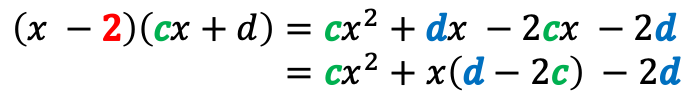 (x − 2)(cx + d) = cx² + dx − 2cx − 2d
= cx² + x(d − 2c) − 2d